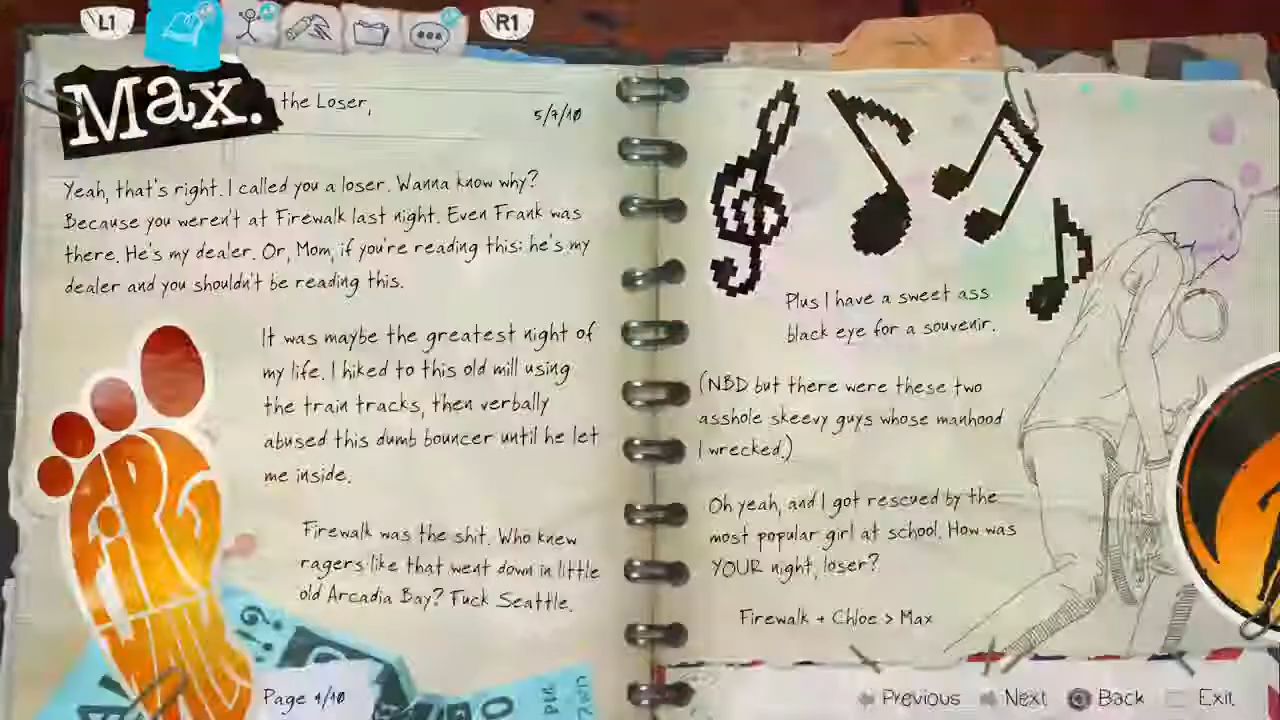 L1
R1
Max. the Loser,
5/7/10
Yeah, that's right. I called you a loser. Wanna know why?
Because you weren't at Firewalk last night. Even Frank was
there. He's my dealer. Or, Mom, if you're reading this: he's my
dealer and you shouldn't be reading this.
It was maybe the greatest night of
my life. I hiked to this old mill using
the train tracks, then verbally
abused this dumb bouncer until he let
me inside.
Firewalk was the shit. Who knew
ragers like that went down in little
old Arcadia Bay? Fuck Seattle.
FiRe
!?
Page 1/10
Plus I have a sweet ass
black eye for a souvenir.
(NBD but there were these two
asshole skeevy guys whose manhood
I wrecked.)
Oh yeah, and I got rescued by the
most popular girl at school. How was
YOUR night, loser?
Firewalk + Chloe > Max
Previous Next Back Exit